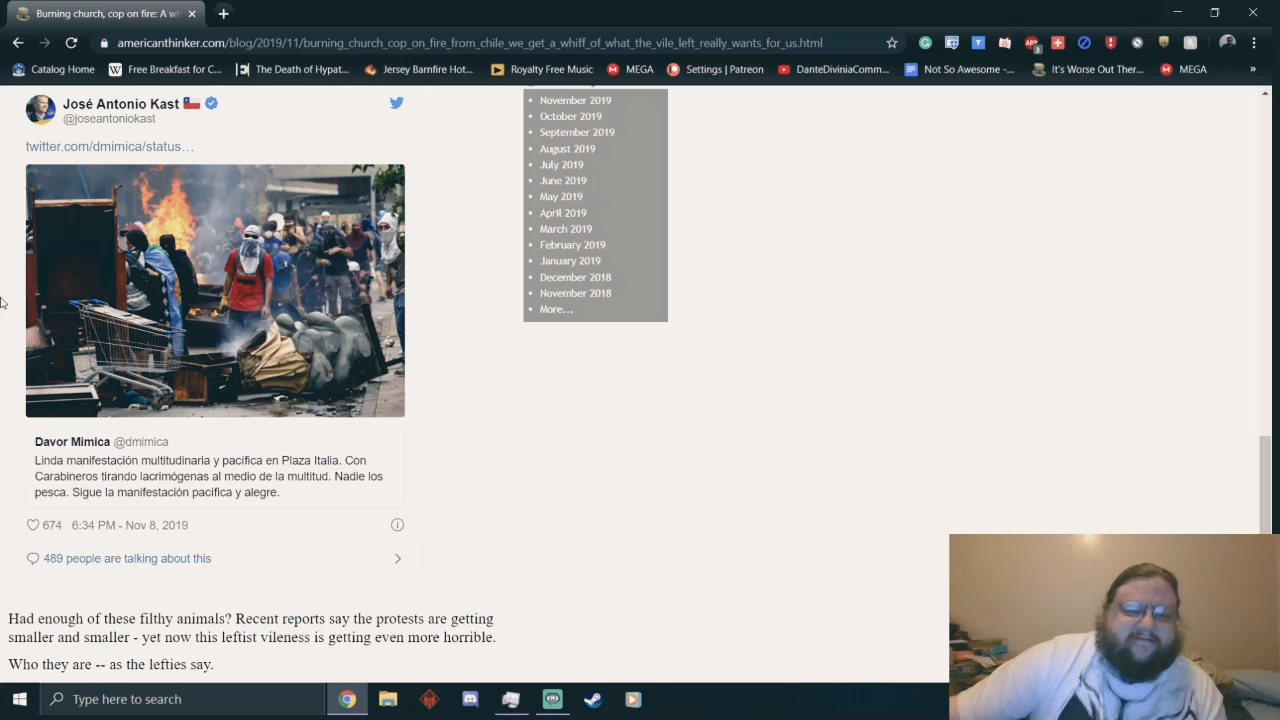 Burning church, cop on fire: A w
americanthinker.com/blog/2019/11/burning_church_cop_on_fire_from_chile_we_get_a_whiff_of_what_the_vile_left_really_wants_for_us.html
Catalog Home
Free Breakfast for C...
The Death of Hypat...
Jersey Barnfire Hot...
Royalty Free Music
MEGA
Settings | Patreon
DanteDiviniaComm...
Not So Awesome -...
It's Worse Out Ther...
MEGA
José Antonio Kast
@joseantoniokast
twitter.com/dmimica/status…
Davor Mimica @dmimica
Linda manifestación multitudinaria y pacífica en Plaza Italia. Con
Carabineros tirando lacrimógenas al medio de la multitud. Nadie los
pesca. Sigue la manifestación pacífica y alegre.
674 6:34 PM - Nov 8, 2019
489 people are talking about this
November 2019
October 2019
September 2019
August 2019
July 2019
June 2019
May 2019
April 2019
March 2019
February 2019
January 2019
December 2018
November 2018
More...
Had enough of these filthy animals? Recent reports say the protests are getting
smaller and smaller - yet now this leftist vileness is getting even more horrible.
Who they are -- as the lefties say.
Type here to search